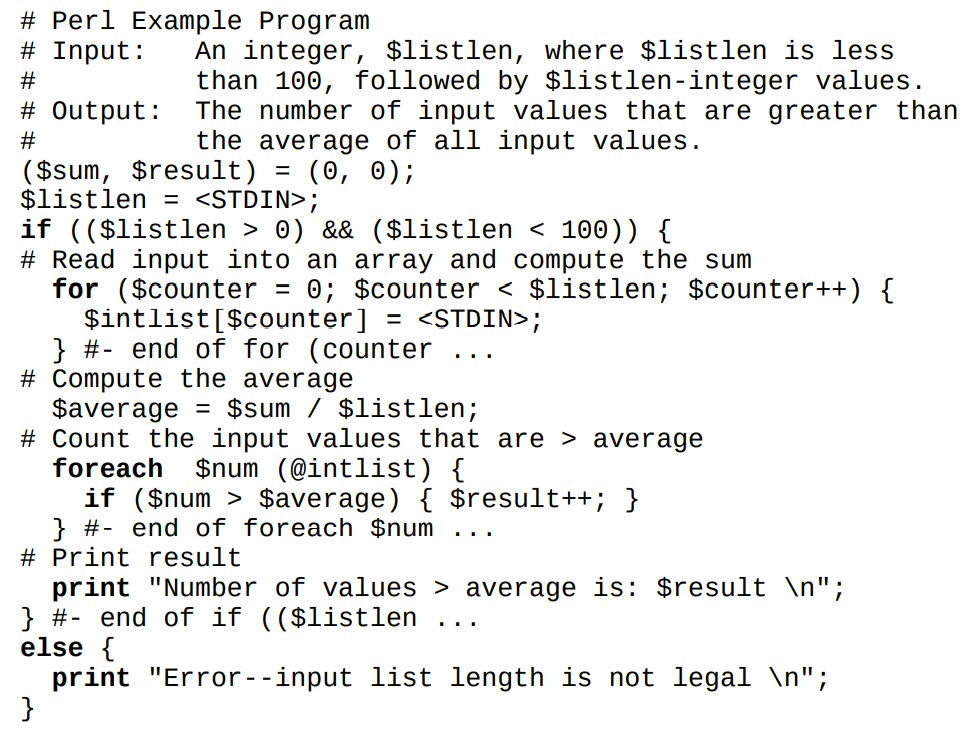 # Perl Example Program
# Input:   An integer, $listlen, where $listlen is less
#          than 100, followed by $listlen-integer values.
# Output:  The number of input values that are greater than
#          the average of all input values.
($sum, $result) = (0, 0);
$listlen = <STDIN>;
if (($listlen > 0) && ($listlen < 100)) {
# Read input into an array and compute the sum
  for ($counter = 0; $counter < $listlen; $counter++) {
    $intlist[$counter] = <STDIN>;
  } #- end of for (counter ...
# Compute the average
  $average = $sum / $listlen;
# Count the input values that are > average
  foreach  $num (@intlist) {
    if ($num > $average) { $result++; }
  } #- end of foreach $num ...
# Print result
  print "Number of values > average is: $result \n";
} #- end of if (($listlen ...
else {
  print "Error--input list length is not legal \n";
}